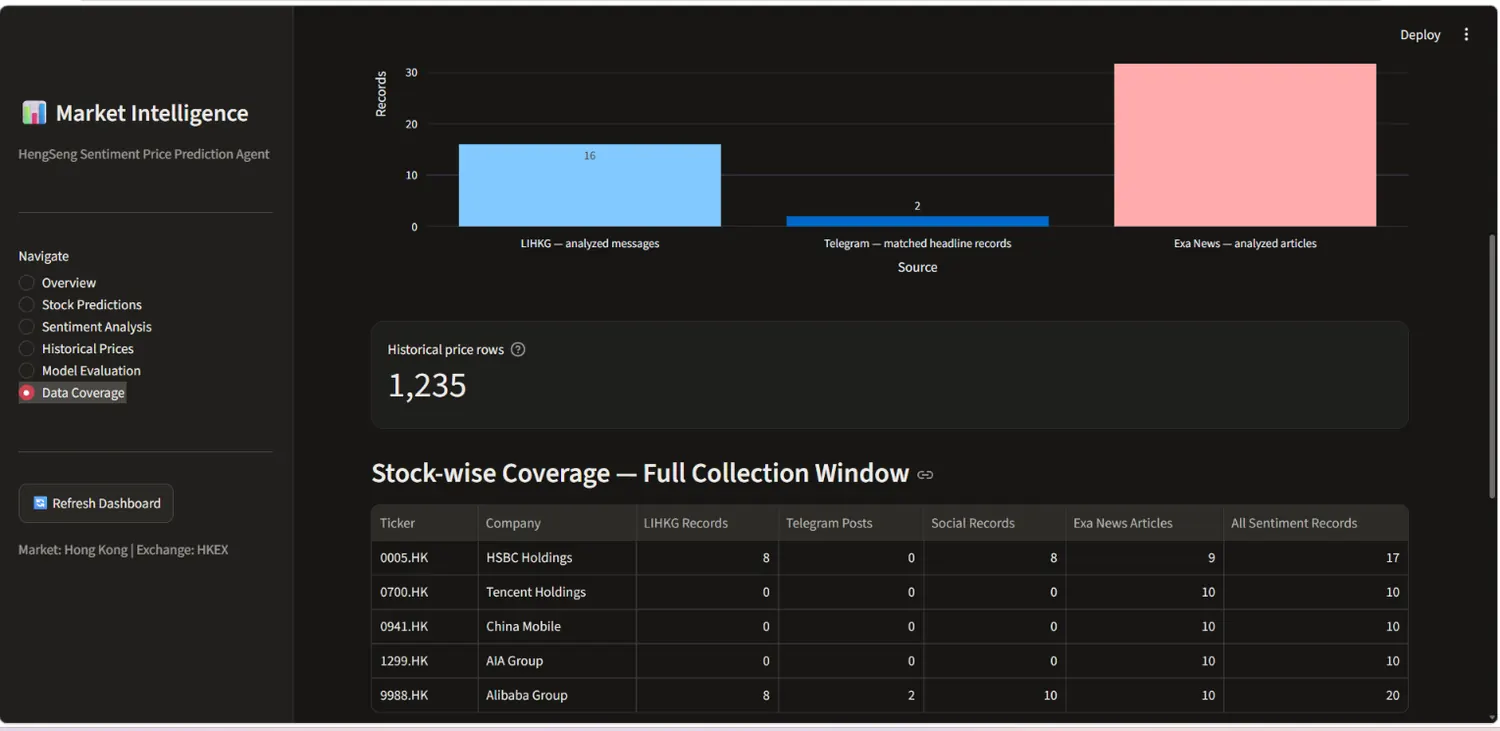 Deploy
📊 Market Intelligence
HengSeng Sentiment Price Prediction Agent
Navigate
Overview
Stock Predictions
Sentiment Analysis
Historical Prices
Model Evaluation
Data Coverage
Refresh Dashboard
Market: Hong Kong | Exchange: HKEX
Records
30
20
10
0
16
2
LIHKG — analyzed messages
Telegram — matched headline records
Exa News — analyzed articles
Source
Historical price rows
1,235
Stock-wise Coverage — Full Collection Window
Ticker Company LIHKG Records Telegram Posts Social Records Exa News Articles All Sentiment Records
0005.HK HSBC Holdings 8 0 8 9 17
0700.HK Tencent Holdings 0 0 0 10 10
0941.HK China Mobile 0 0 0 10 10
1299.HK AIA Group 0 0 0 10 10
9988.HK Alibaba Group 8 2 10 10 20